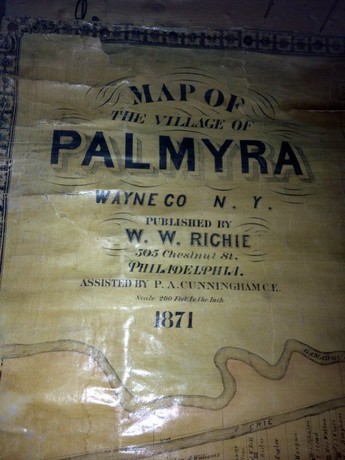 MAP OF
THE VILLAGE OF
PALMYRA
WAYNE CO N. Y.
PUBLISHED BY
W. W. RICHIE
505 Chestnut St.
PHILADELPHIA.
ASSISTED BY P. A. CUNNINGHAM C.E.
Scale 200 Feet to the Inch
1871
ERIE